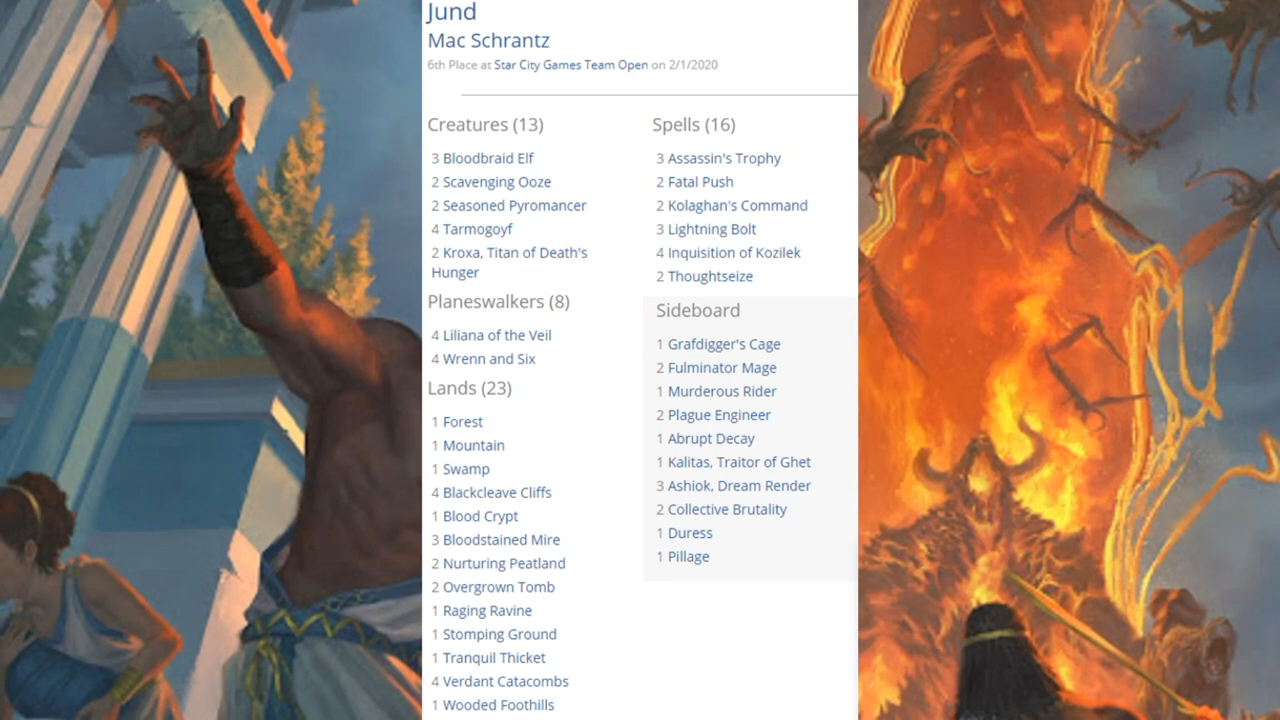 Jund
Mac Schrantz
6th Place at Star City Games Team Open on 2/1/2020
Creatures (13)
3 Bloodbraid Elf
2 Scavenging Ooze
2 Seasoned Pyromancer
4 Tarmogoyf
2 Kroxa, Titan of Death's
Hunger
Planeswalkers (8)
4 Liliana of the Veil
4 Wrenn and Six
Lands (23)
1 Forest
1 Mountain
1 Swamp
4 Blackcleave Cliffs
1 Blood Crypt
3 Bloodstained Mire
2 Nurturing Peatland
2 Overgrown Tomb
1 Raging Ravine
1 Stomping Ground
1 Tranquil Thicket
4 Verdant Catacombs
1 Wooded Foothills
Spells (16)
3 Assassin's Trophy
2 Fatal Push
2 Kolaghan's Command
3 Lightning Bolt
4 Inquisition of Kozilek
2 Thoughtseize
Sideboard
1 Grafdigger's Cage
2 Fulminator Mage
1 Murderous Rider
2 Plague Engineer
1 Abrupt Decay
1 Kalitas, Traitor of Ghet
3 Ashiok, Dream Render
2 Collective Brutality
1 Duress
1 Pillage